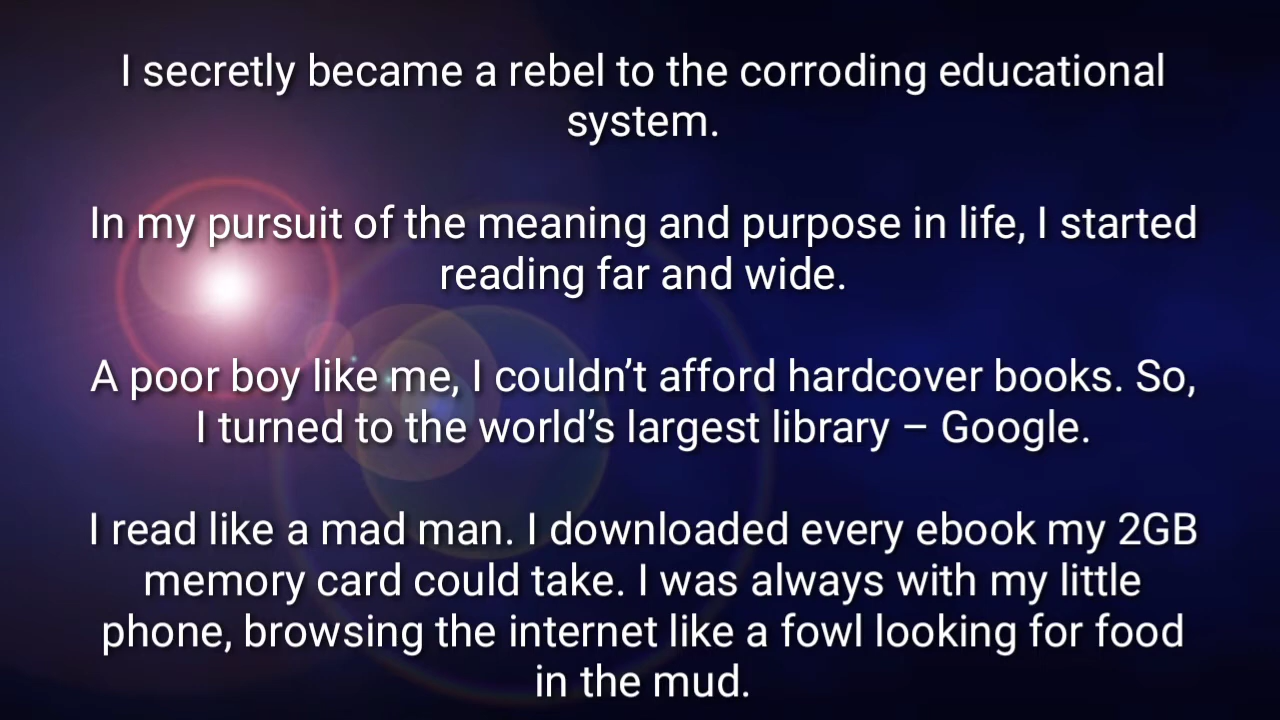 I secretly became a rebel to the corroding educational
system.
In my pursuit of the meaning and purpose in life, I started
reading far and wide.
A poor boy like me, I couldn’t afford hardcover books. So,
I turned to the world’s largest library – Google.
I read like a mad man. I downloaded every ebook my 2GB
memory card could take. I was always with my little
phone, browsing the internet like a fowl looking for food
in the mud.